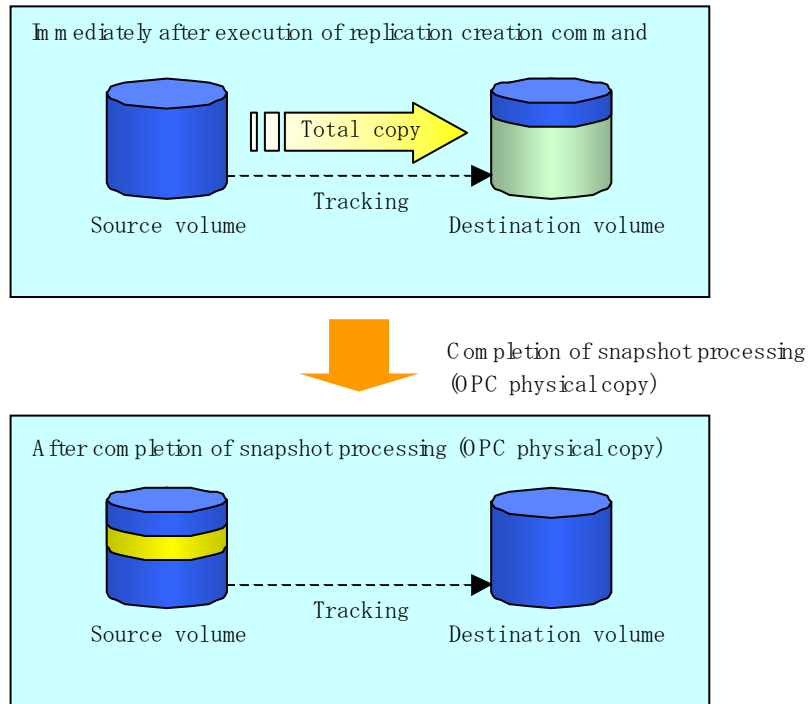 Immediately after execution of replication creation command
Total copy
Tracking
Source volume
Destination volume
Completion of snapshot processing
(OPC physical copy)
After completion of snapshot processing (OPC physical copy)
Tracking
Source volume
Destination volume